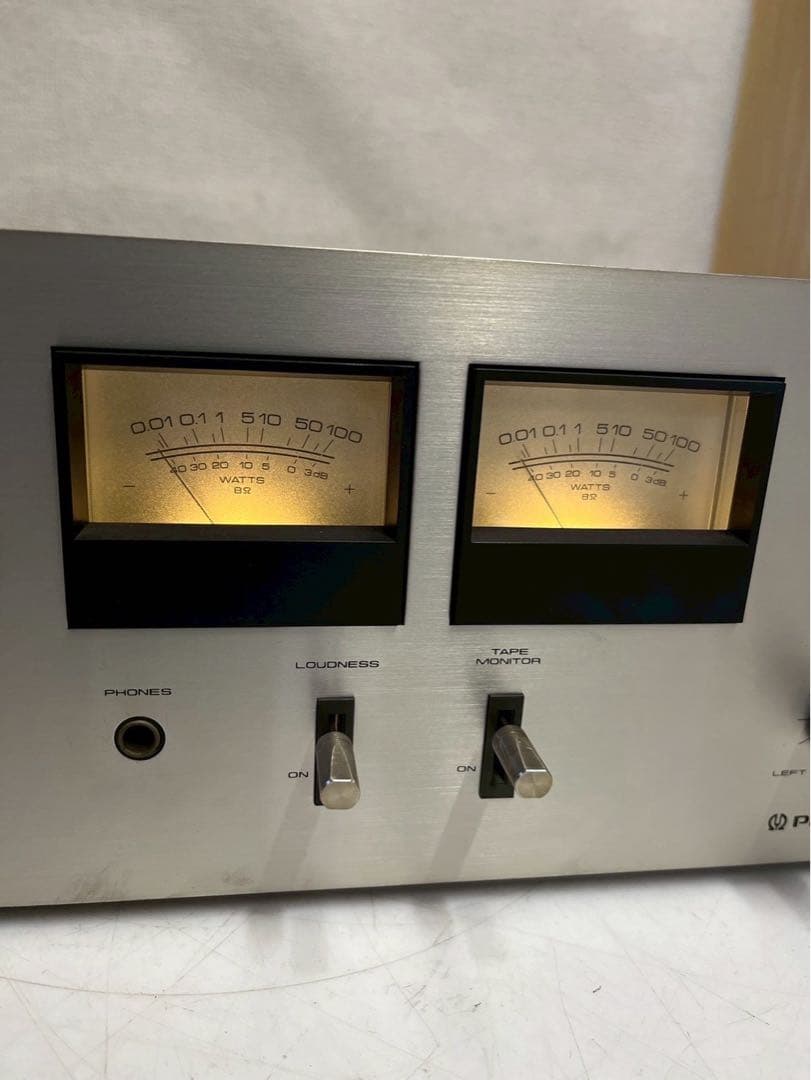 0.01 0.1 1 5 10 50 100
40 30 20 10 5 0 3dB
WATTS
8Ω
- +
0.01 0.1 1 5 10 50 100
40 30 20 10 5 0 3dB
WATTS
8Ω
- +
PHONES
LOUDNESS
ON
TAPE
MONITOR
ON
LEFT